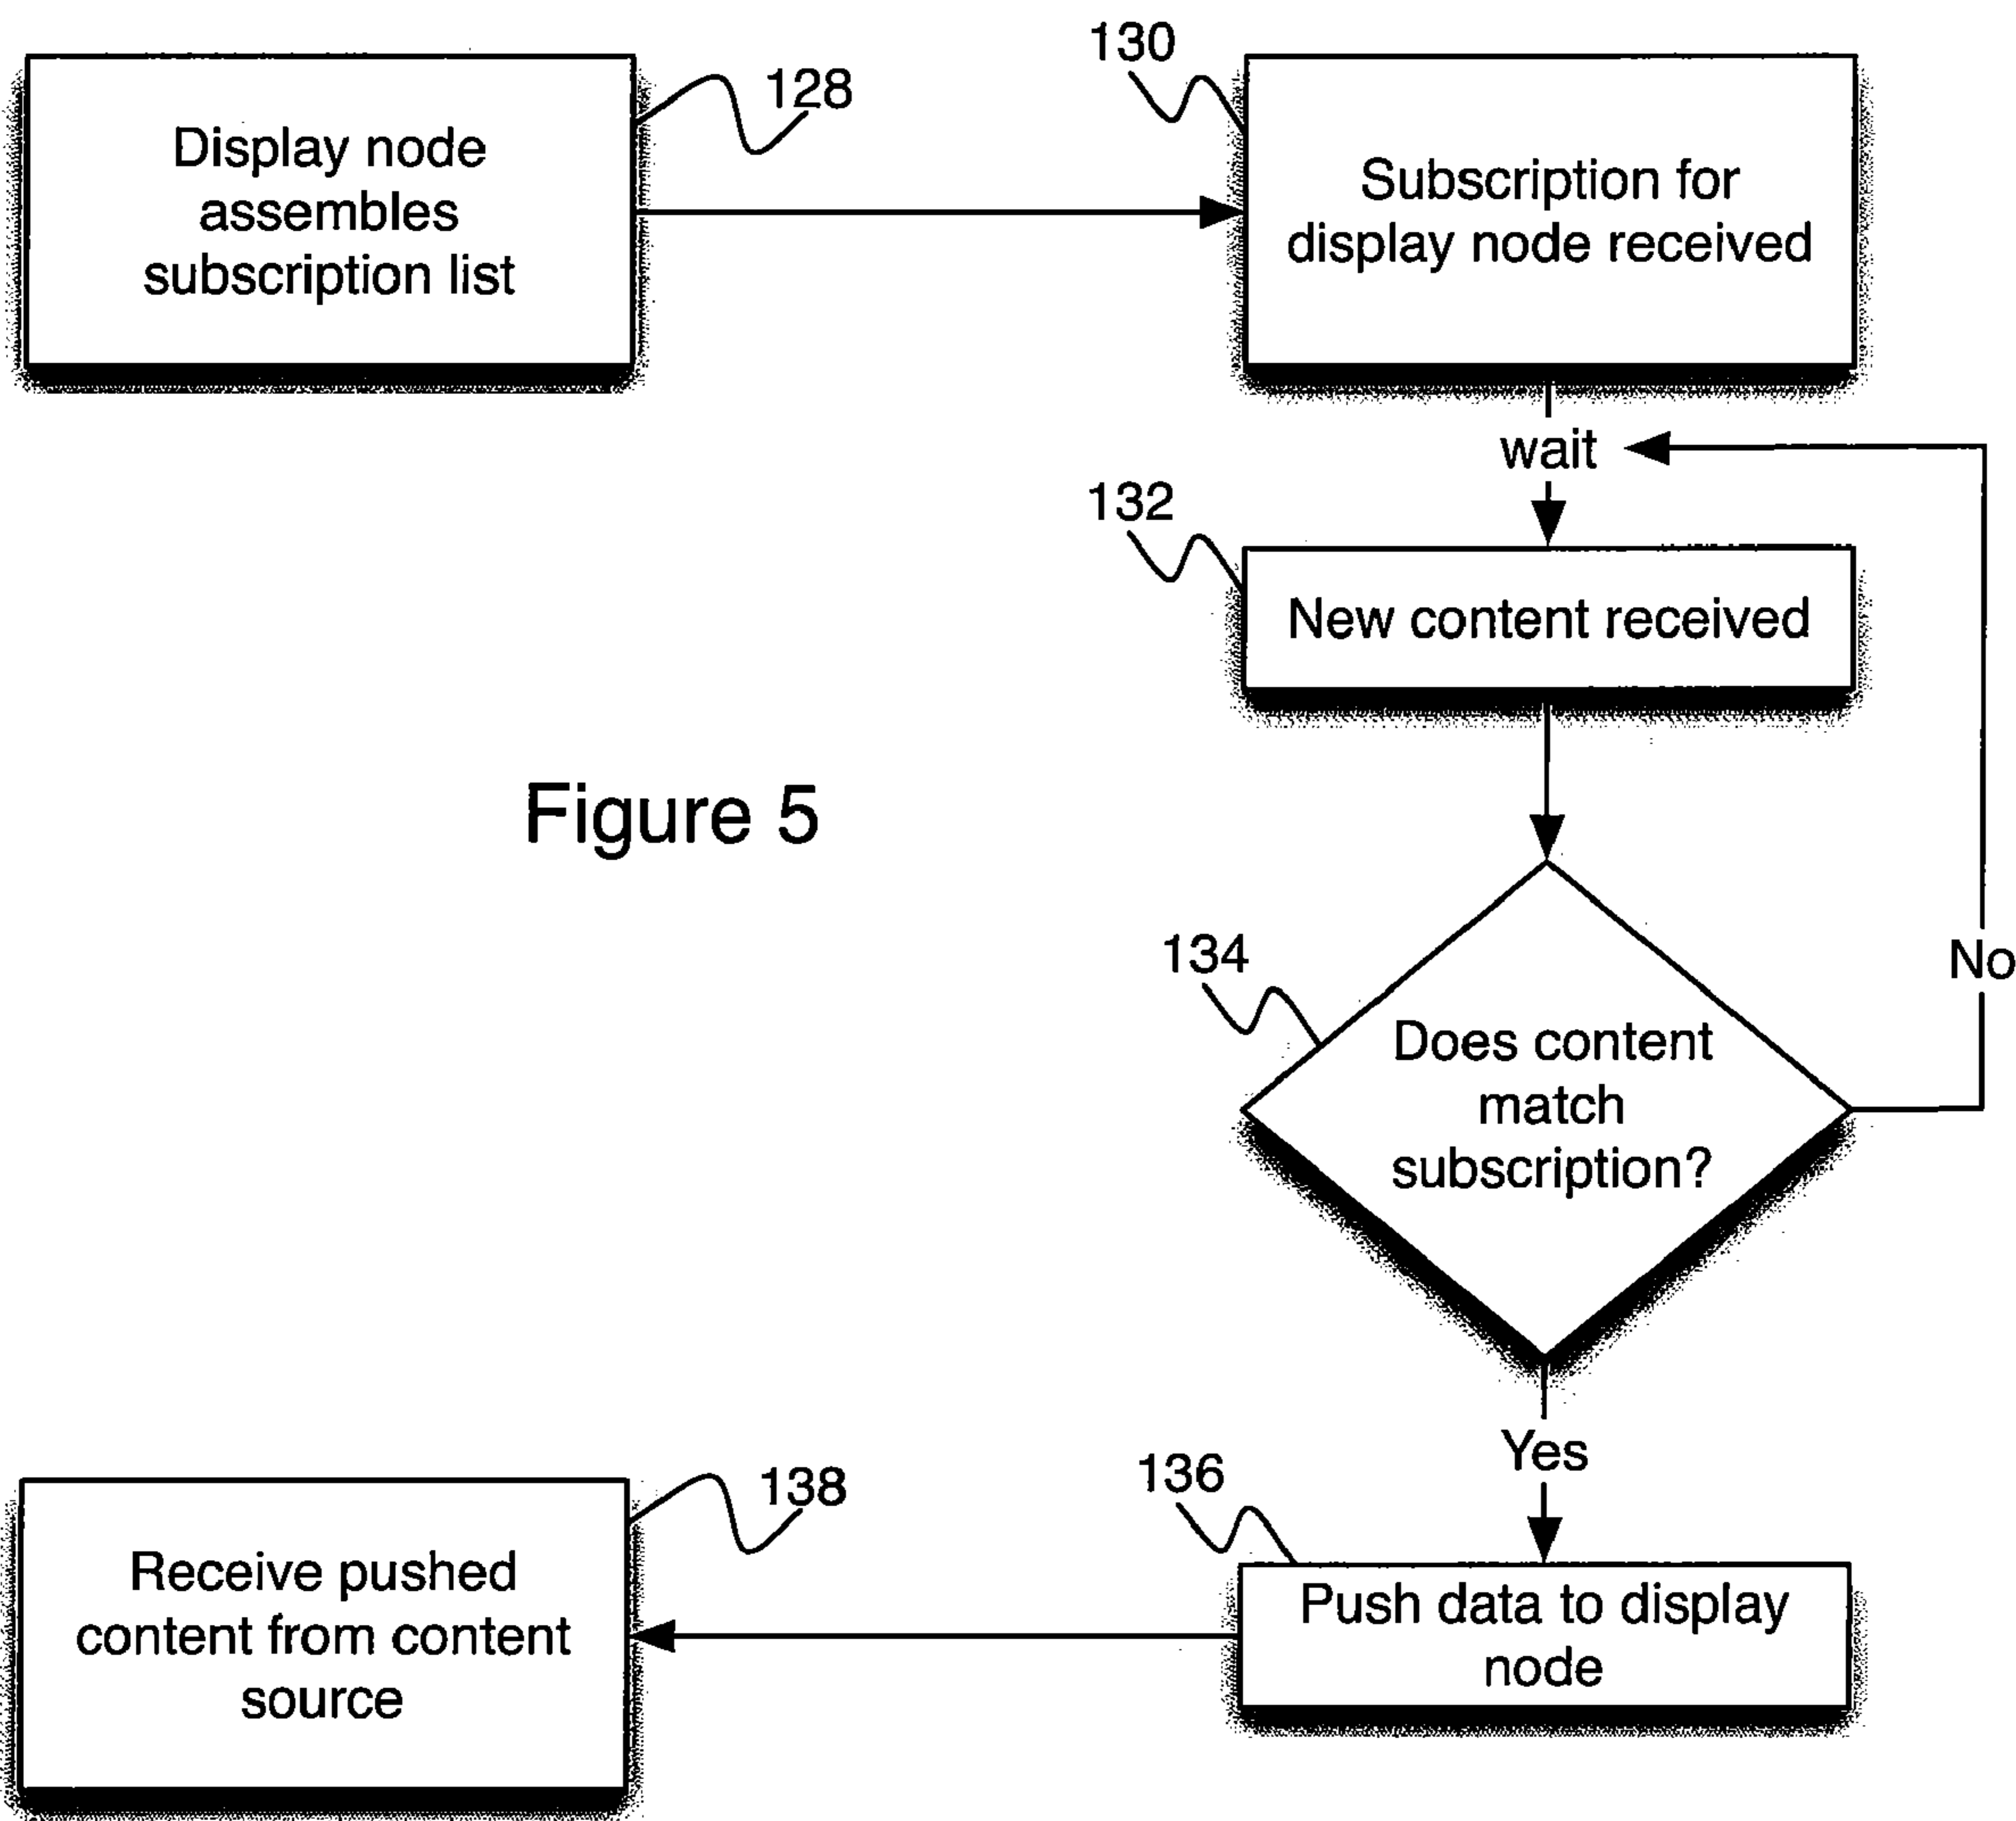 128
Display node
assembles
subscription list
130
Subscription for
display node received
wait
132
New content received
Figure 5
134
Does content
match
subscription?
No
Yes
136
Push data to display
node
138
Receive pushed
content from content
source